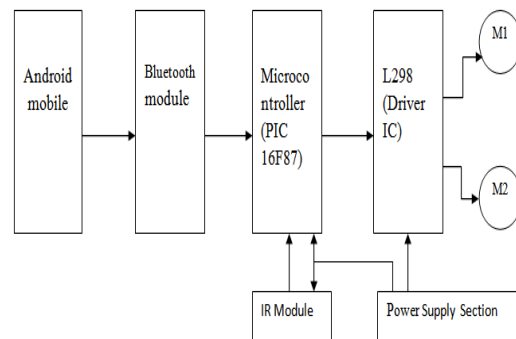 Android
mobile
Bluetooth
module
Microco
ntroller
(PIC
16F87)
L298
(Driver
IC)
M1
M2
IR Module
Power Supply Section